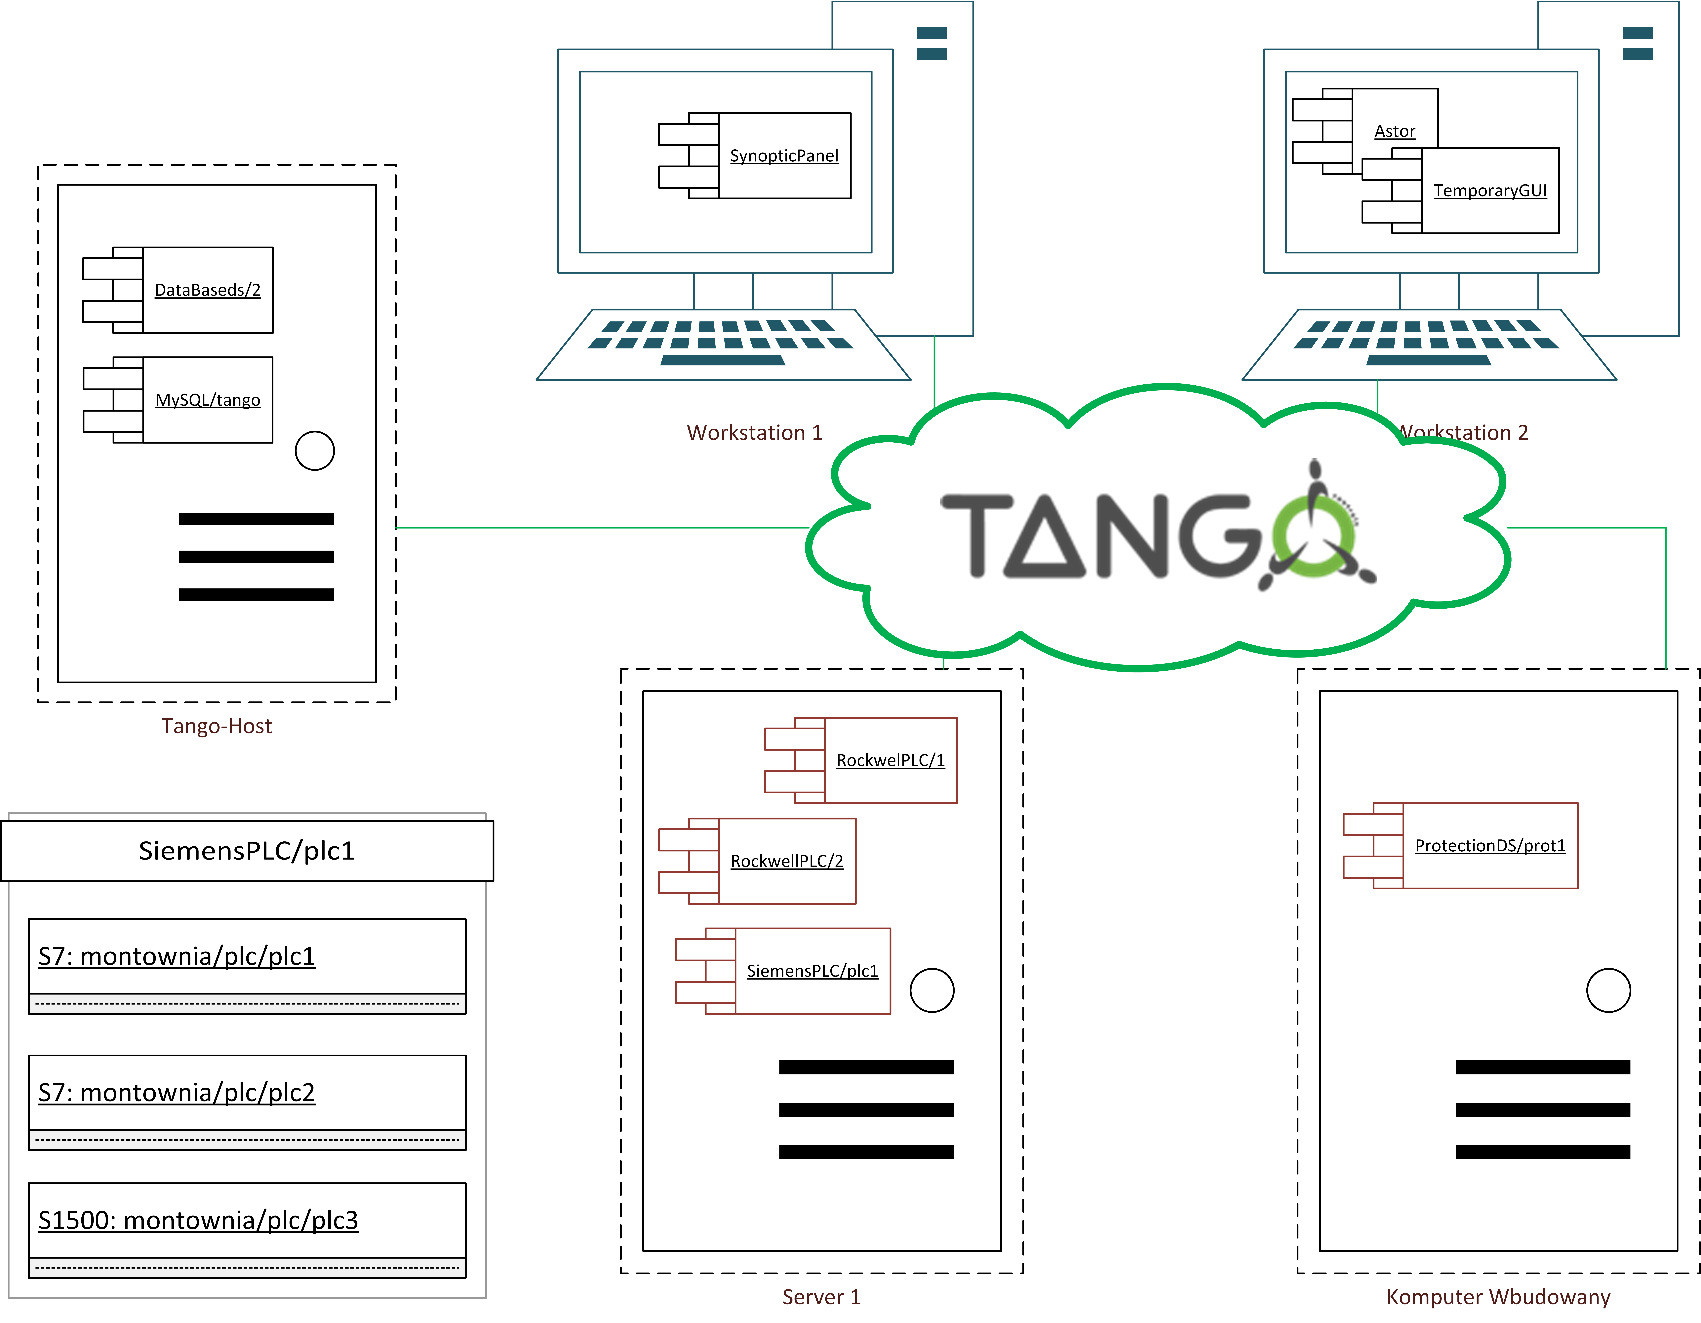 SynopticPanel
Astor
TemporaryGUI
DataBaseds/2
MySQL/tango
Workstation 1
Workstation 2
TANGO
Tango-Host
RockwelPLC/1
RockwellPLC/2
SiemensPLC/plc1
ProtectionDS/prot1
SiemensPLC/plc1
S7: montownia/plc/plc1
S7: montownia/plc/plc2
S1500: montownia/plc/plc3
Server 1
Komputer Wbudowany